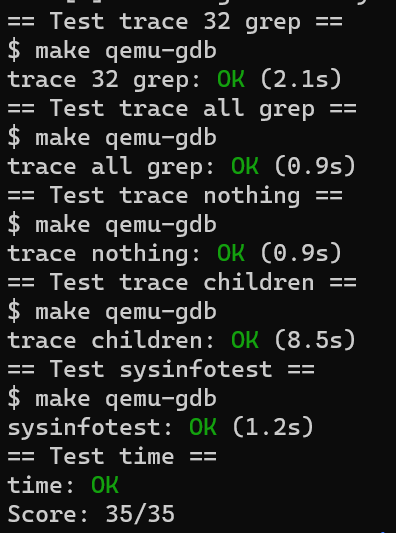 == Test trace 32 grep ==
$ make qemu-gdb
trace 32 grep: OK (2.1s)
== Test trace all grep ==
$ make qemu-gdb
trace all grep: OK (0.9s)
== Test trace nothing ==
$ make qemu-gdb
trace nothing: OK (0.9s)
== Test trace children ==
$ make qemu-gdb
trace children: OK (8.5s)
== Test sysinfotest ==
$ make qemu-gdb
sysinfotest: OK (1.2s)
== Test time ==
time: OK
Score: 35/35